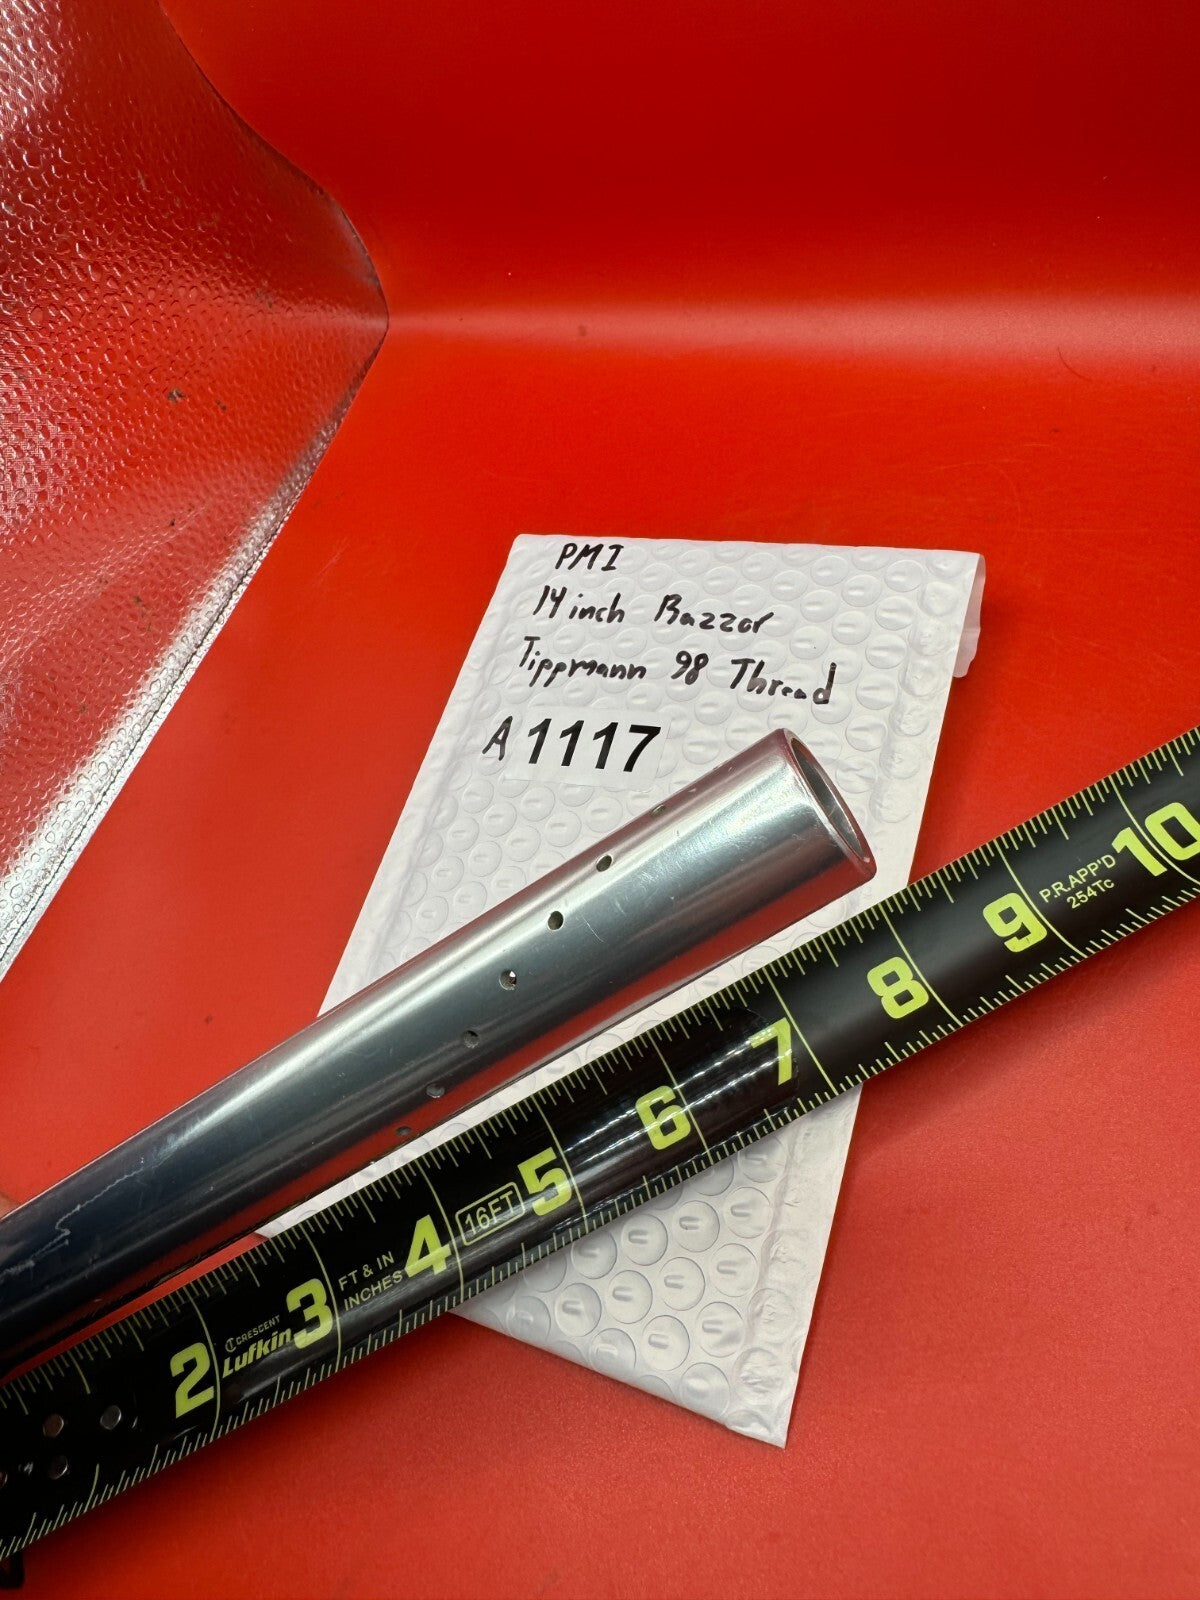 PMI
14 inch Razzor
Tippmann 98 Thread
A 1117
2
CRESCENT
Lufkin
3
FT & IN
INCHES
4
16FT
5
6
7
8
9
P.R.APP'D
254Tc
10